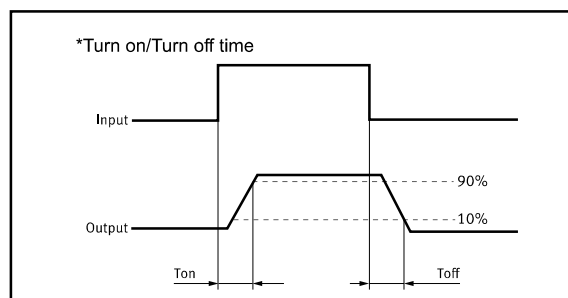 *Turn on/Turn off time
Input
90%
10%
Output
Ton
Toff